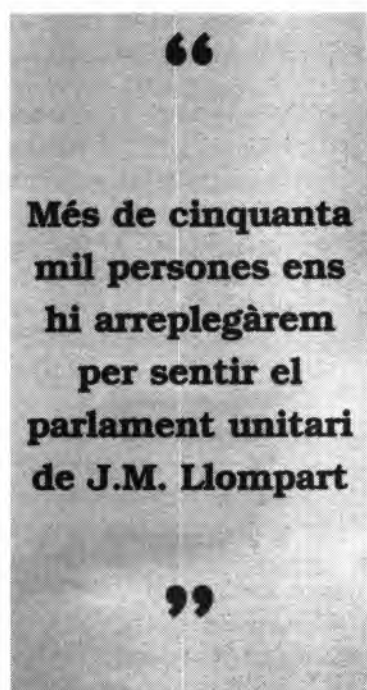 “
Més de cinquanta
mil persones ens
hi arreplegàrem
per sentir el
parlament unitari
de J.M. Llompart
”